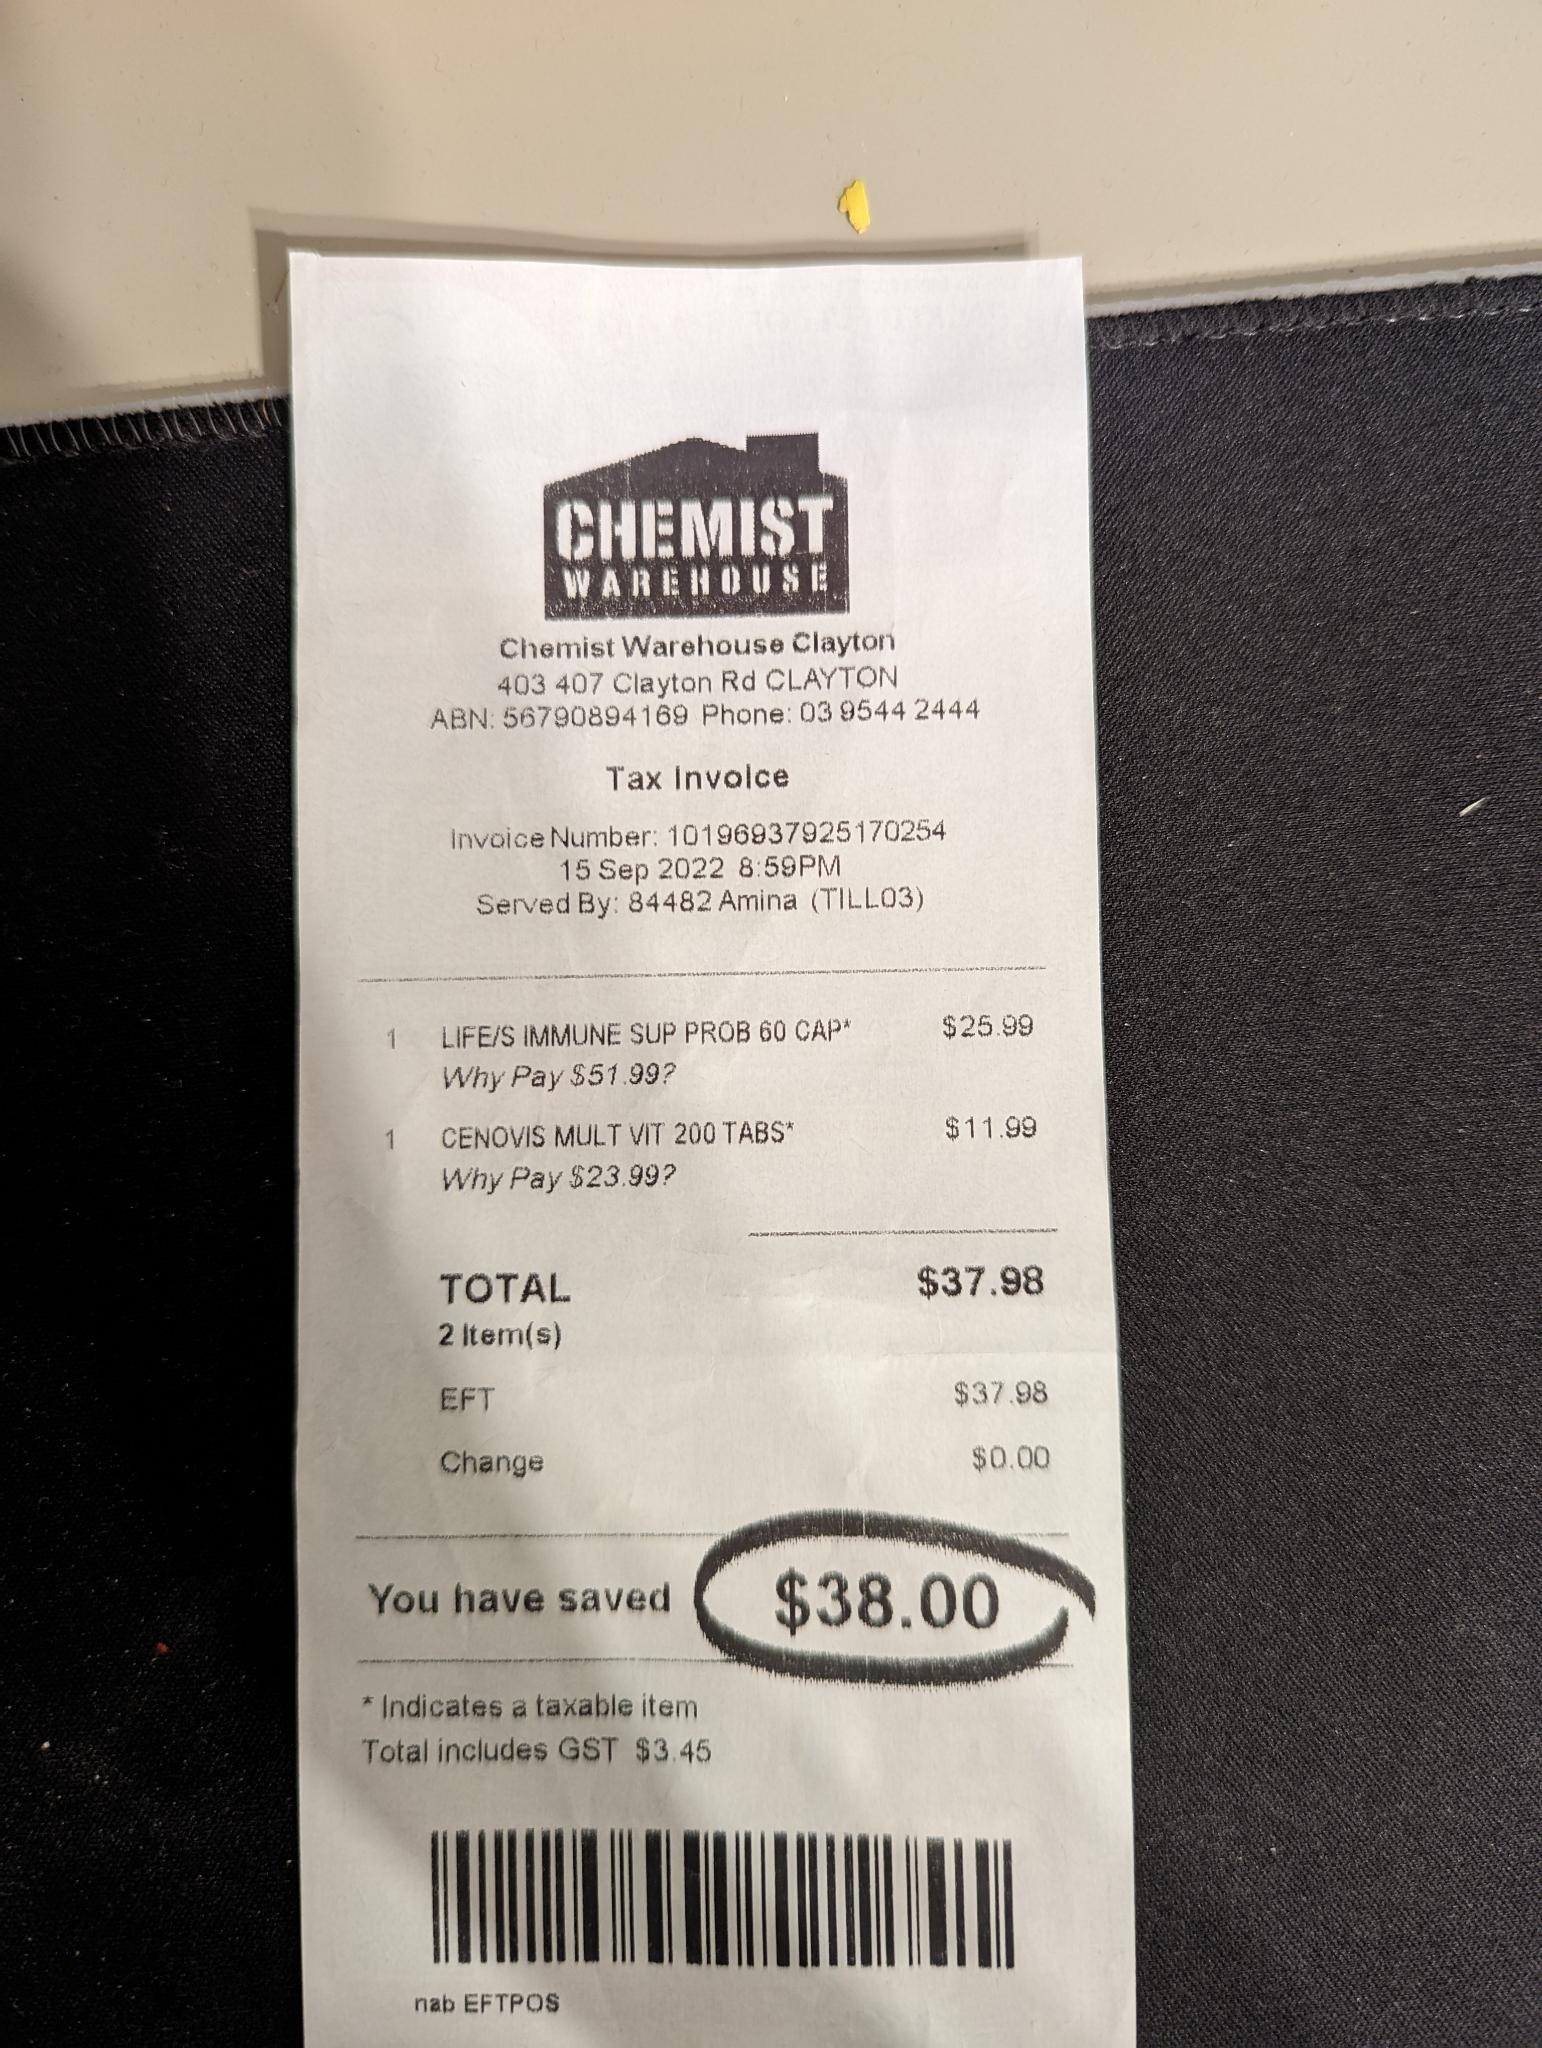 CHEMIST
WAREHOUSE
Chemist Warehouse Clayton
403 407 Clayton Rd CLAYTON
ABN: 56790894169 Phone: 03 9544 2444
Tax Invoice
Invoice Number: 10196937925170254
15 Sep 2022 8:59PM
Served By: 84482 Amina (TILL03)
1 LIFE/S IMMUNE SUP PROB 60 CAP* $25.99
Why Pay $51.99?
1 CENOVIS MULT VIT 200 TABS* $11.99
Why Pay $23.99?
TOTAL $37.98
2 Item(s)
EFT $37.98
Change $0.00
You have saved $38.00
* Indicates a taxable item
Total includes GST $3.45
nab EFTPOS